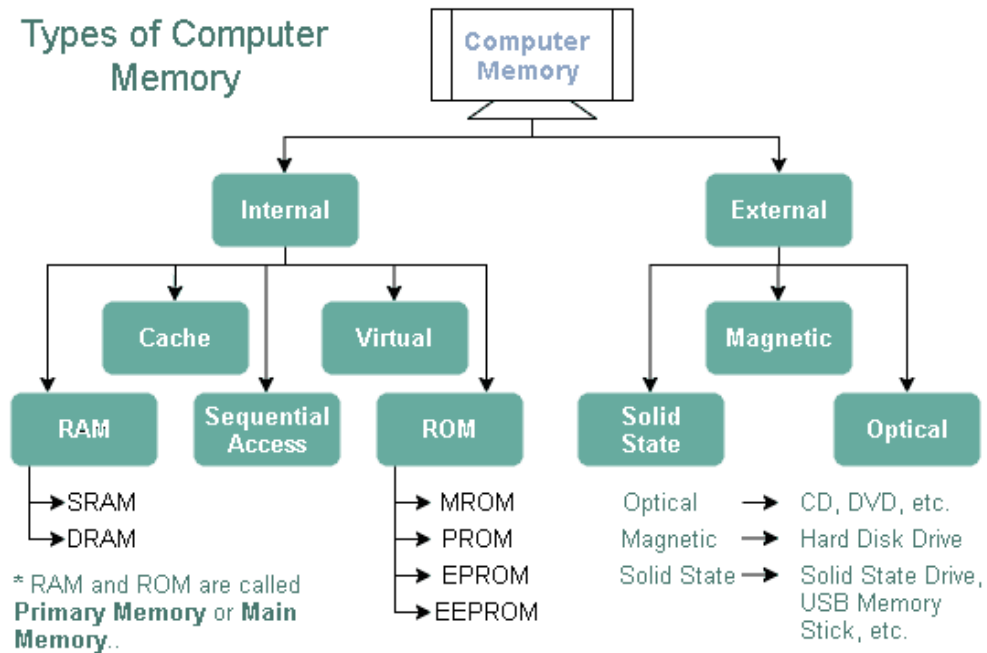 Types of Computer
Memory
Computer
Memory
Internal
External
Cache
Virtual
Magnetic
RAM
Sequential
Access
ROM
Solid
State
Optical
SRAM
DRAM
MROM
PROM
EPROM
EEPROM
* RAM and ROM are called
Primary Memory or Main
Memory..
Optical CD, DVD, etc.
Magnetic Hard Disk Drive
Solid State Solid State Drive,
USB Memory
Stick, etc.